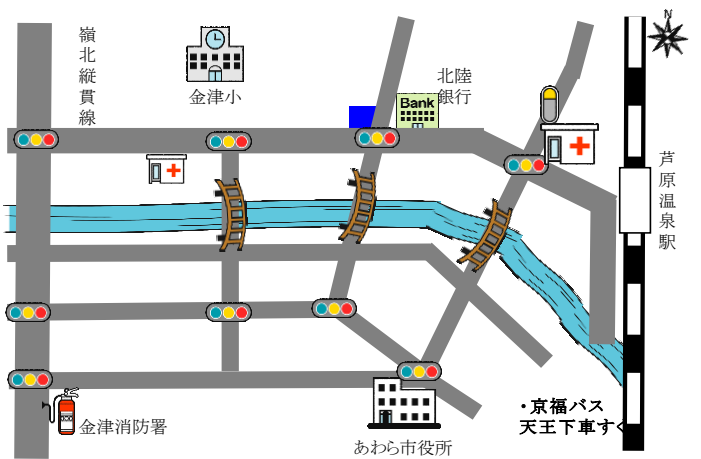 N
嶺北縦貫線
金津小
北陸
銀行
Bank
芦原温泉駅
・京福バス
天王下車すく
金津消防署
あわら市役所